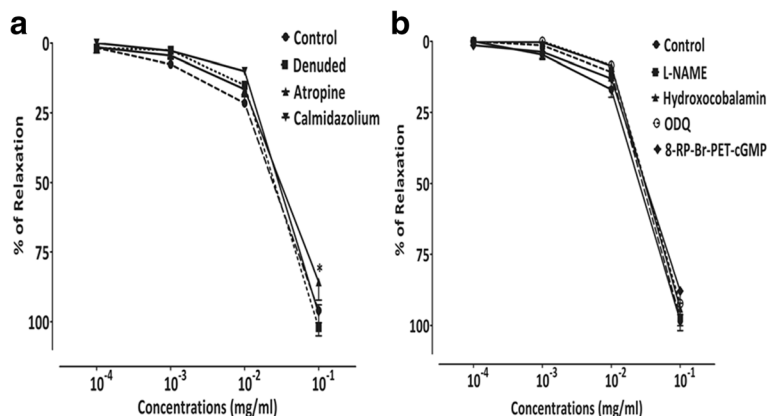 a
0
25
50
75
100
% of Relaxation
Control
Denuded
Atropine
Calmidazolium
*
10-4
10-3
10-2
10-1
Concentrations (mg/ml)
b
0
25
50
75
100
% of Relaxation
Control
L-NAME
Hydroxocobalamin
ODQ
8-RP-Br-PET-cGMP
10-4
10-3
10-2
10-1
Concentrations (mg/ml)